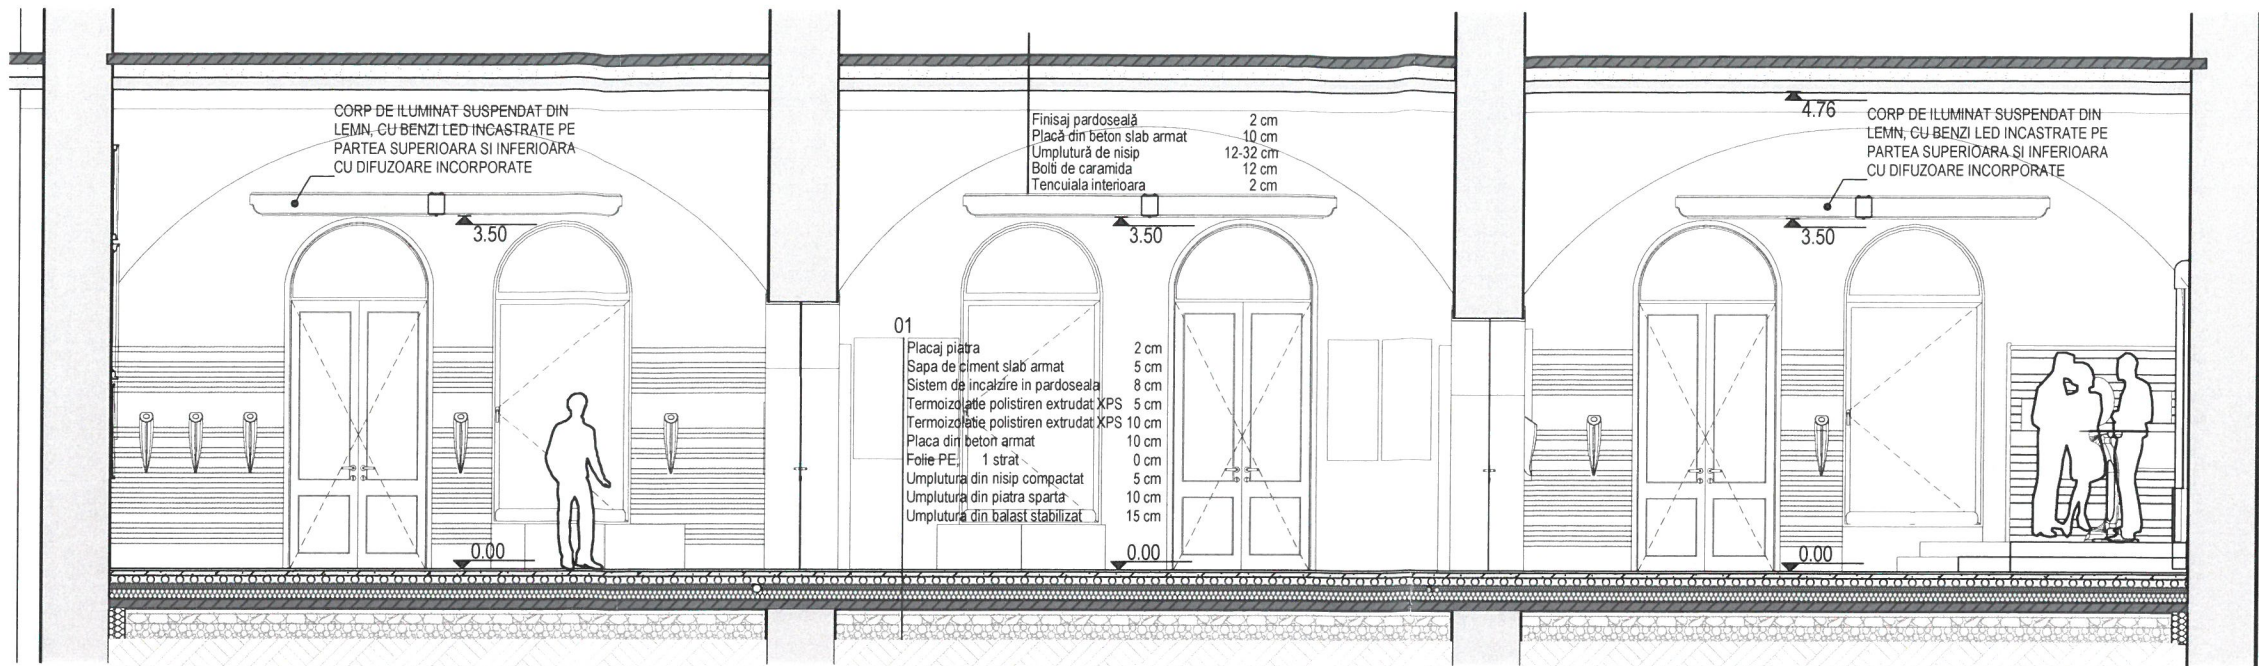 CORP DE ILUMINAT SUSPENDAT DIN
LEMN, CU BENZI LED INCASTRATE PE
PARTEA SUPERIOARA SI INFERIOARA
CU DIFUZOARE INCORPORATE
3.50
0.00
Finisaj pardoseală 2 cm
Placă din beton slab armat 10 cm
Umplutură de nisip 12-32 cm
Bolti de caramida 12 cm
Tencuiala interioara 2 cm
3.50
01
Placaj piatra 2 cm
Sapa de ciment slab armat 5 cm
Sistem de incalzire in pardoseala 8 cm
Termoizolatie polistiren extrudat XPS 5 cm
Termoizolatie polistiren extrudat XPS 10 cm
Placa din beton armat 10 cm
Folie PE, 1 strat 0 cm
Umplutura din nisip compactat 5 cm
Umplutura din piatra sparta 10 cm
Umplutura din balast stabilizat 15 cm
0.00
4.76
CORP DE ILUMINAT SUSPENDAT DIN
LEMN, CU BENZI LED INCASTRATE PE
PARTEA SUPERIOARA SI INFERIOARA
CU DIFUZOARE INCORPORATE
3.50
0.00